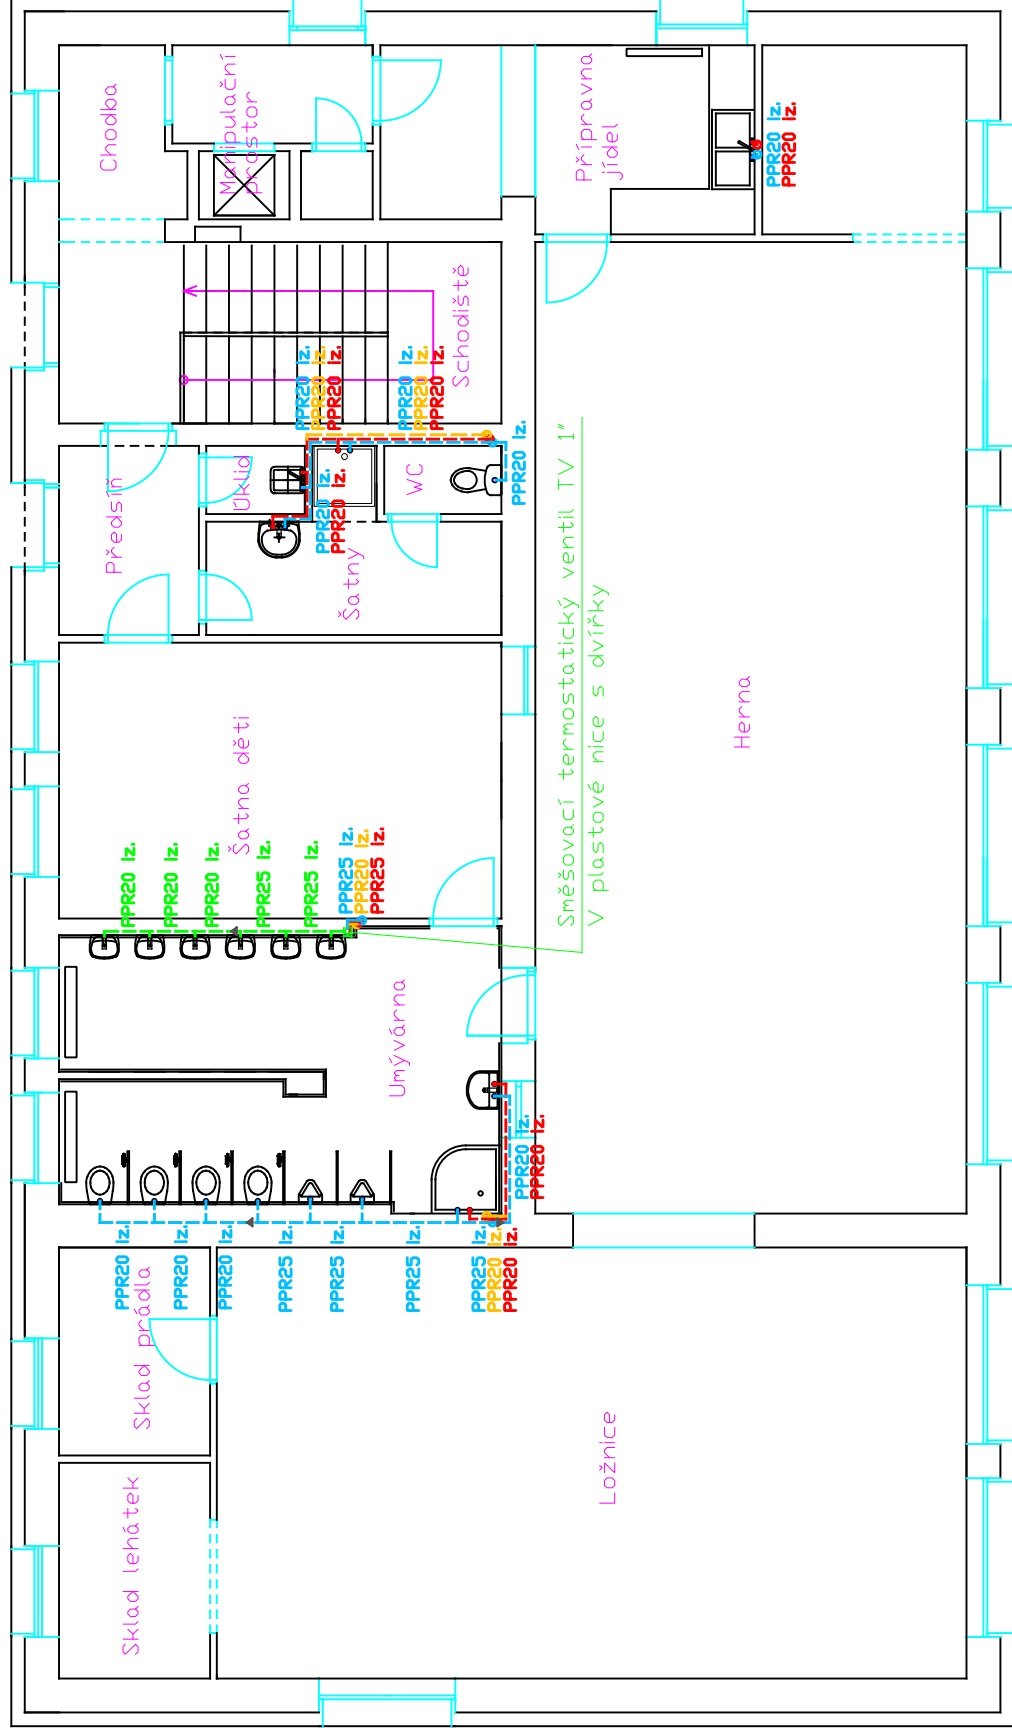 Chodba
Manipulační
prostor
Přípravna
jídel
PPR20 Iz.
PPR20 Iz.
Schodiště
PPR20 Iz.
PPR20 Iz.
PPR20 Iz.
PPR20 Iz.
PPR20 Iz.
PPR20 Iz.
Předsíň
Úklid
WC
PPR20 Iz.
PPR20 Iz.
PPR20 Iz.
Šatny
Směšovací termostatický ventil TV 1"
V plastové nice s dvířky
Herna
Šatna děti
PPR20 Iz.
PPR20 Iz.
PPR20 Iz.
PPR25 Iz.
PPR25 Iz.
PPR25 Iz.
PPR20 Iz.
PPR25 Iz.
Umývárna
PPR20 Iz.
PPR20 Iz.
PPR20 Iz.
PPR20 Iz.
PPR20 Iz.
PPR25 Iz.
PPR25 Iz.
PPR25 Iz.
PPR25 Iz.
PPR20 Iz.
PPR20 Iz.
Sklad prádla
Sklad lehátek
Ložnice